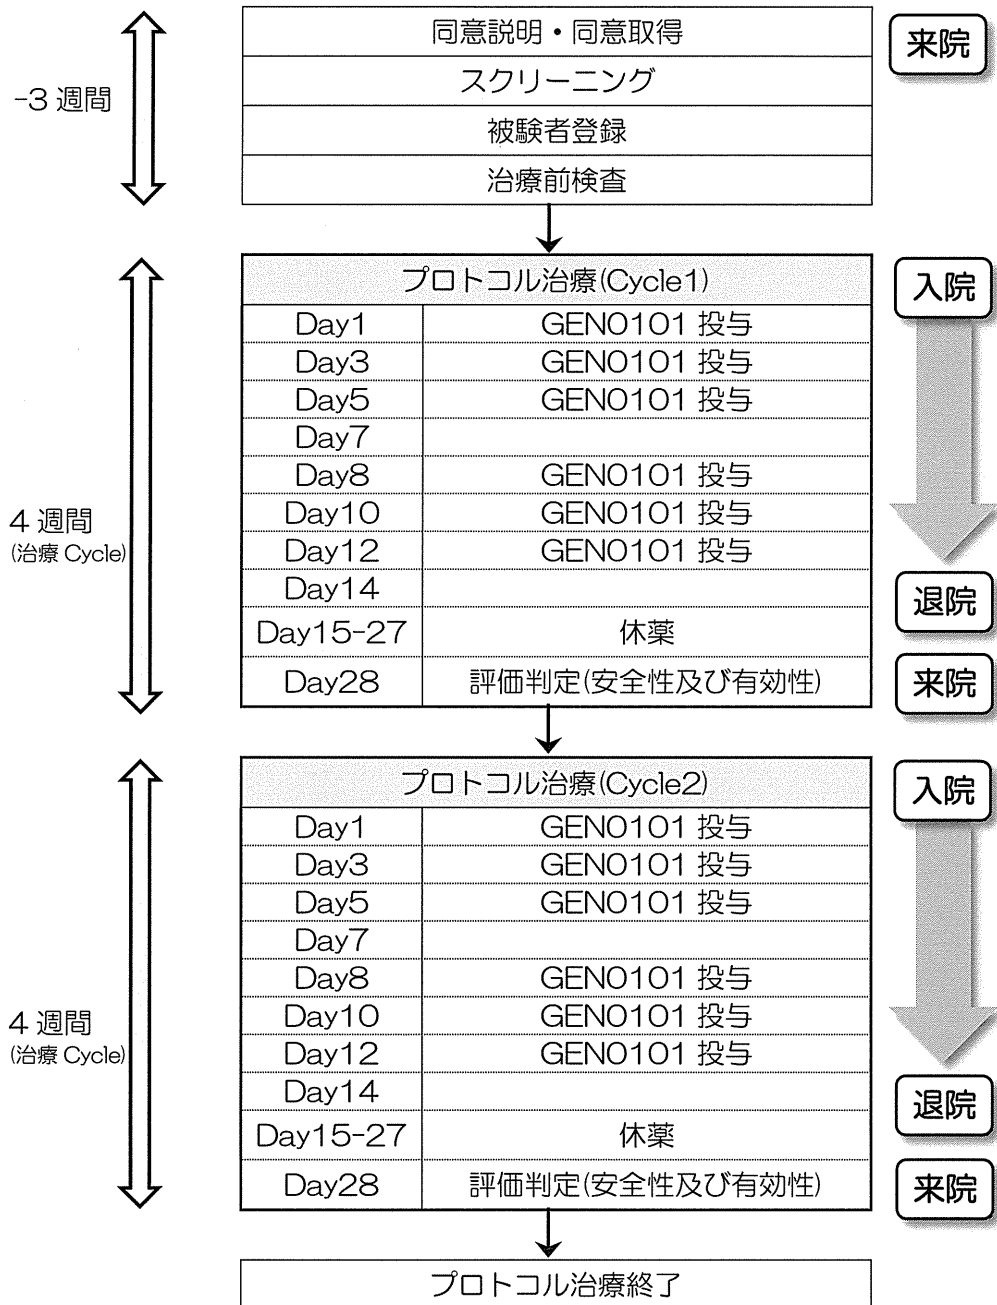 同意説明・同意取得
来院
スクリーニング
-3 週間
被験者登録
治療前検査
プロトコル治療(Cycle1)
入院
Day1 GEN0101 投与
Day3 GEN0101 投与
Day5 GEN0101 投与
Day7
Day8 GEN0101 投与
4 週間
(治療 Cycle)
Day10 GEN0101 投与
Day12 GEN0101 投与
Day14
退院
Day15-27 休薬
Day28 評価判定(安全性及び有効性)
来院
プロトコル治療(Cycle2)
入院
Day1 GEN0101 投与
Day3 GEN0101 投与
Day5 GEN0101 投与
Day7
Day8 GEN0101 投与
4 週間
(治療 Cycle)
Day10 GEN0101 投与
Day12 GEN0101 投与
Day14
退院
Day15-27 休薬
Day28 評価判定(安全性及び有効性)
来院
プロトコル治療終了